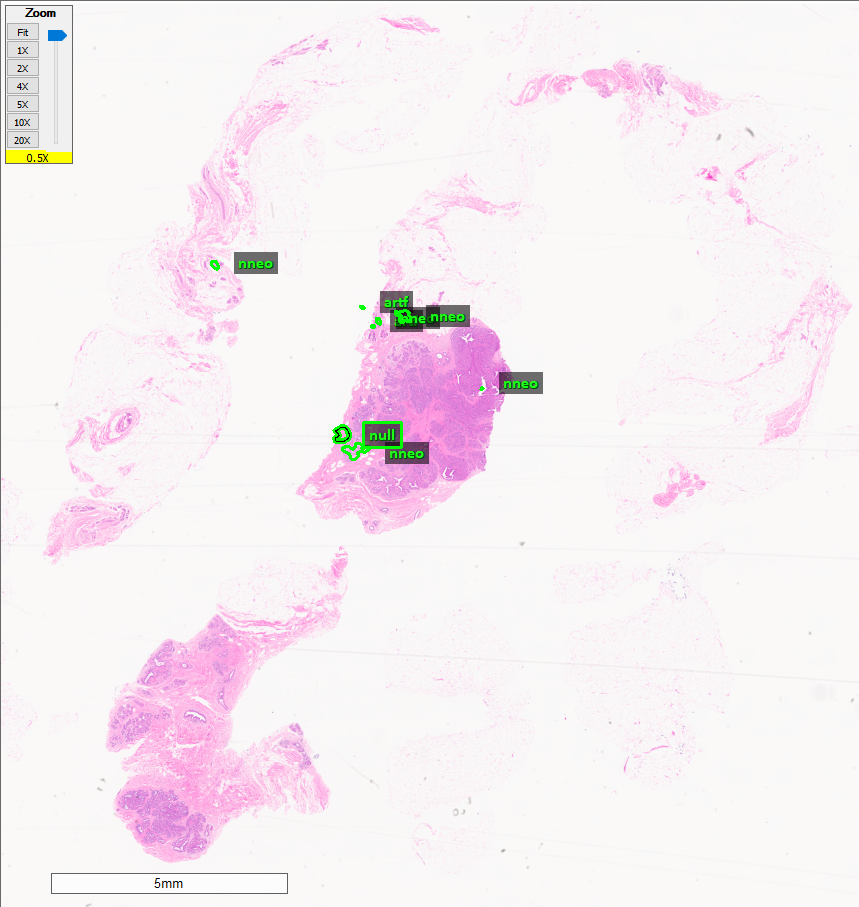 Zoom
Fit
1X
2X
4X
5X
10X
20X
0.5X
nneo
artf
nneo
nneo
null
nneo
5mm